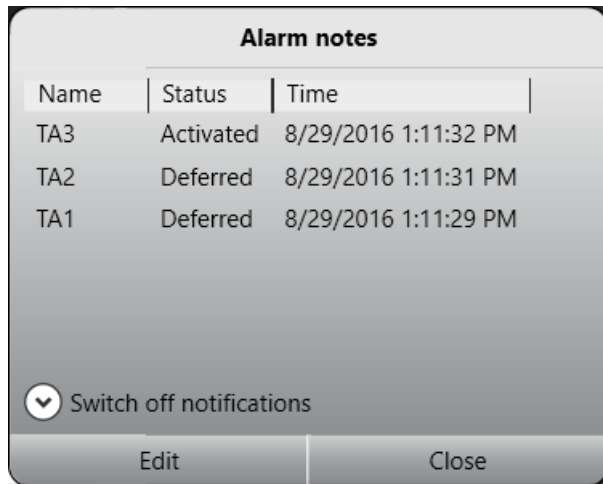 Alarm notes
Name Status Time
TA3 Activated 8/29/2016 1:11:32 PM
TA2 Deferred 8/29/2016 1:11:31 PM
TA1 Deferred 8/29/2016 1:11:29 PM
Switch off notifications
Edit Close